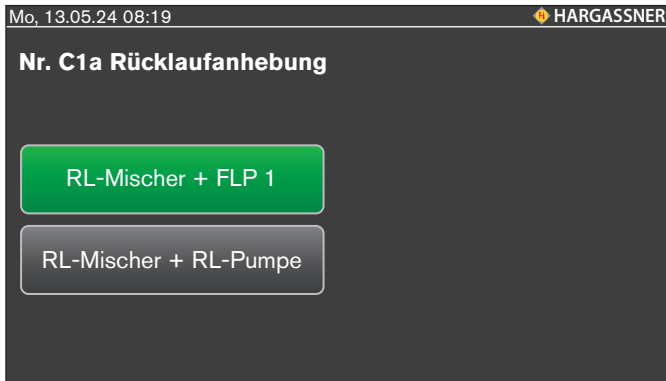 Mo, 13.05.24 08:19 HARGASSNER
Nr. C1a Rücklaufanhebung
RL-Mischer + FLP 1
RL-Mischer + RL-Pumpe